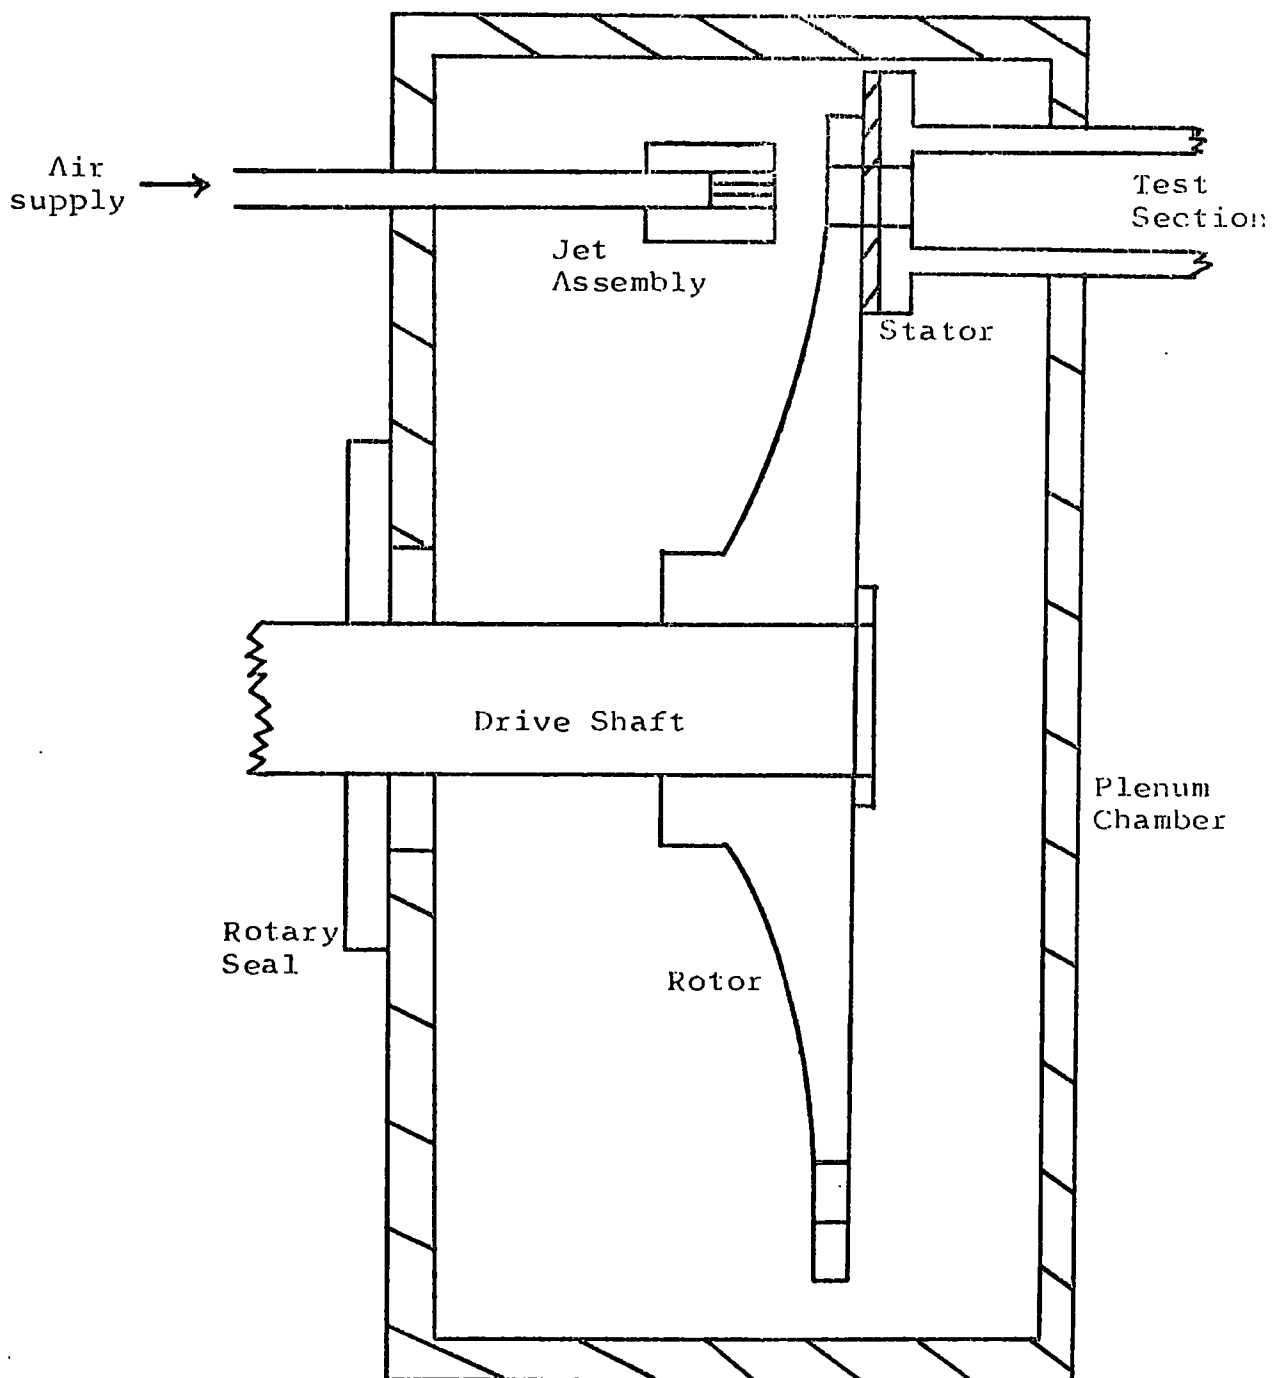 Air
supply
Jet
Assembly
Test
Section
Stator
Drive Shaft
Plenum
Chamber
Rotary
Seal
Rotor